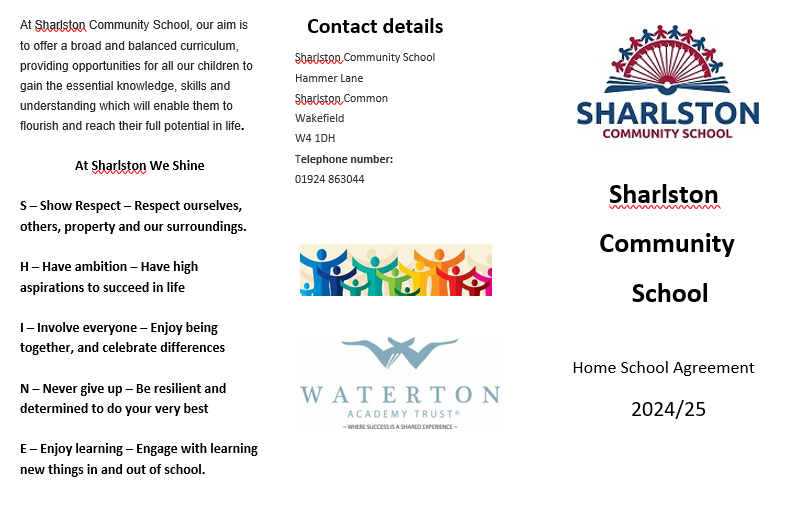 At Sharlston Community School, our aim is
to offer a broad and balanced curriculum,
providing opportunities for all our children to
gain the essential knowledge, skills and
understanding which will enable them to
flourish and reach their full potential in life.
At Sharlston We Shine
S – Show Respect – Respect ourselves,
others, property and our surroundings.
H – Have ambition – Have high
aspirations to succeed in life
I – Involve everyone – Enjoy being
together, and celebrate differences
N – Never give up – Be resilient and
determined to do your very best
E – Enjoy learning – Engage with learning
new things in and out of school.
Contact details
Sharlston Community School
Hammer Lane
Sharlston Common
Wakefield
W4 1DH
Telephone number:
01924 863044
WATERTON
ACADEMY TRUST®
~ WHERE SUCCESS IS A SHARED EXPERIENCE ~
SHARLSTON
COMMUNITY SCHOOL
Sharlston
Community
School
Home School Agreement
2024/25